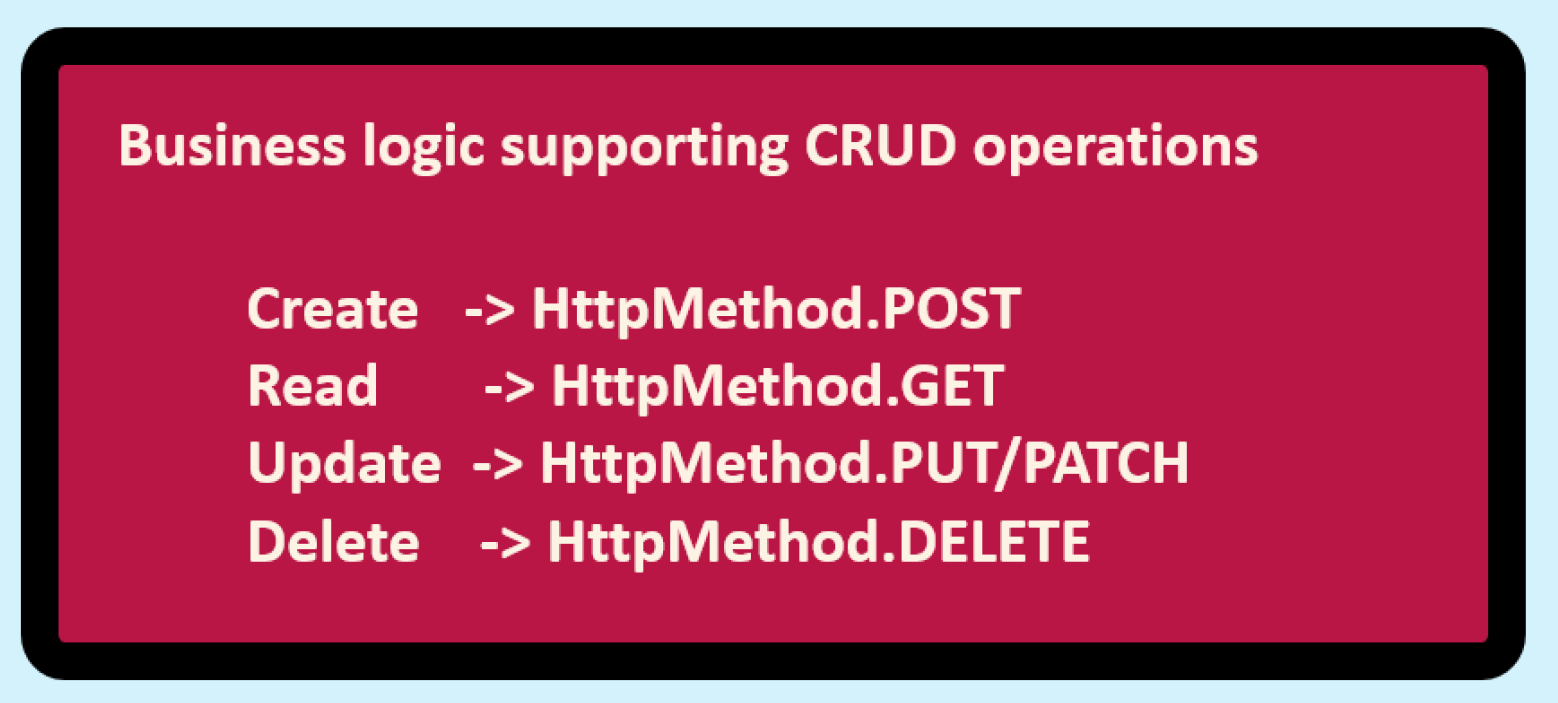 Business logic supporting CRUD operations
Create -> HttpMethod.POST
Read -> HttpMethod.GET
Update -> HttpMethod.PUT/PATCH
Delete -> HttpMethod.DELETE